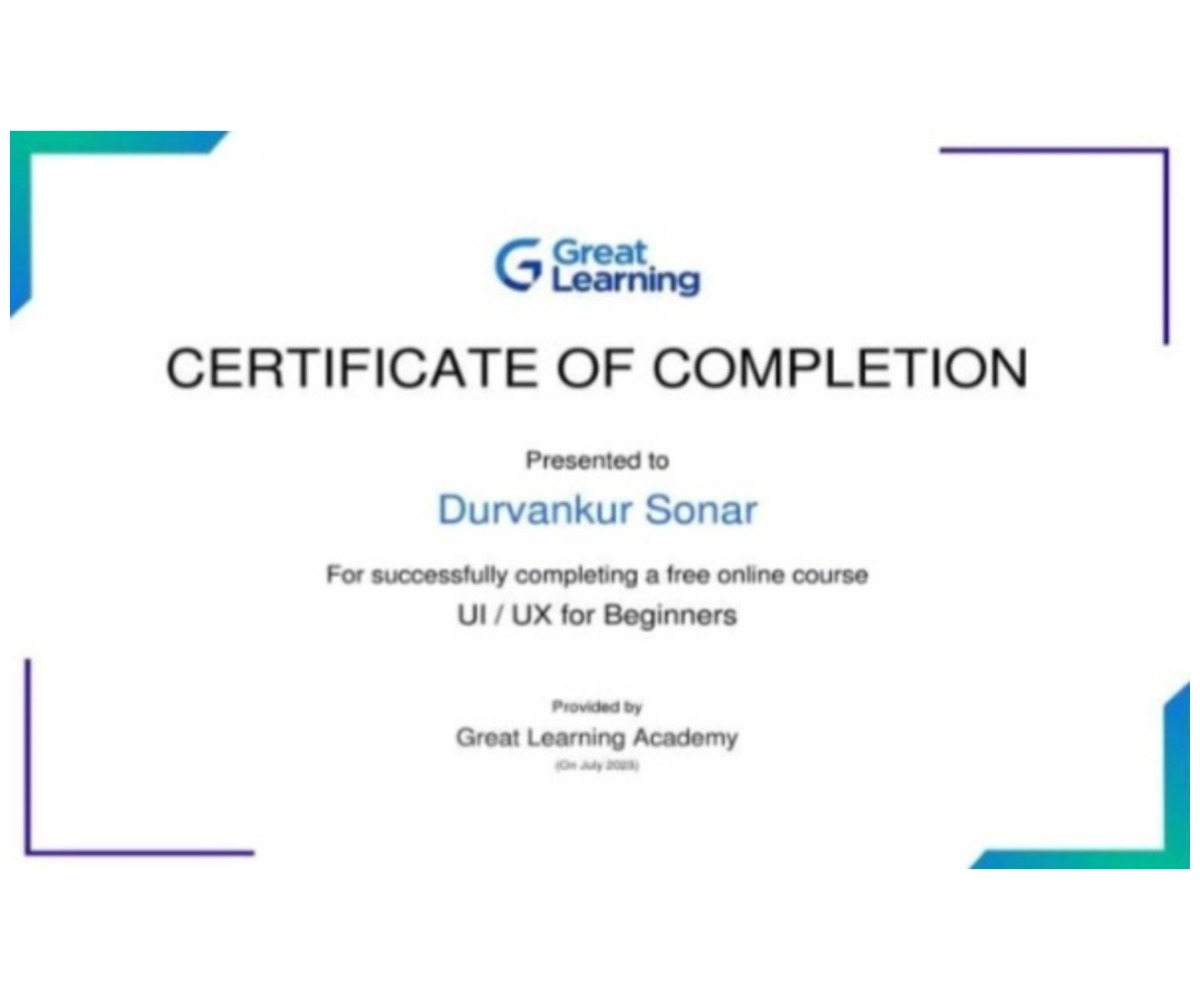 Great
Learning
CERTIFICATE OF COMPLETION
Presented to
Durvankur Sonar
For successfully completing a free online course
UI / UX for Beginners
Provided by
Great Learning Academy
(On July 2023)